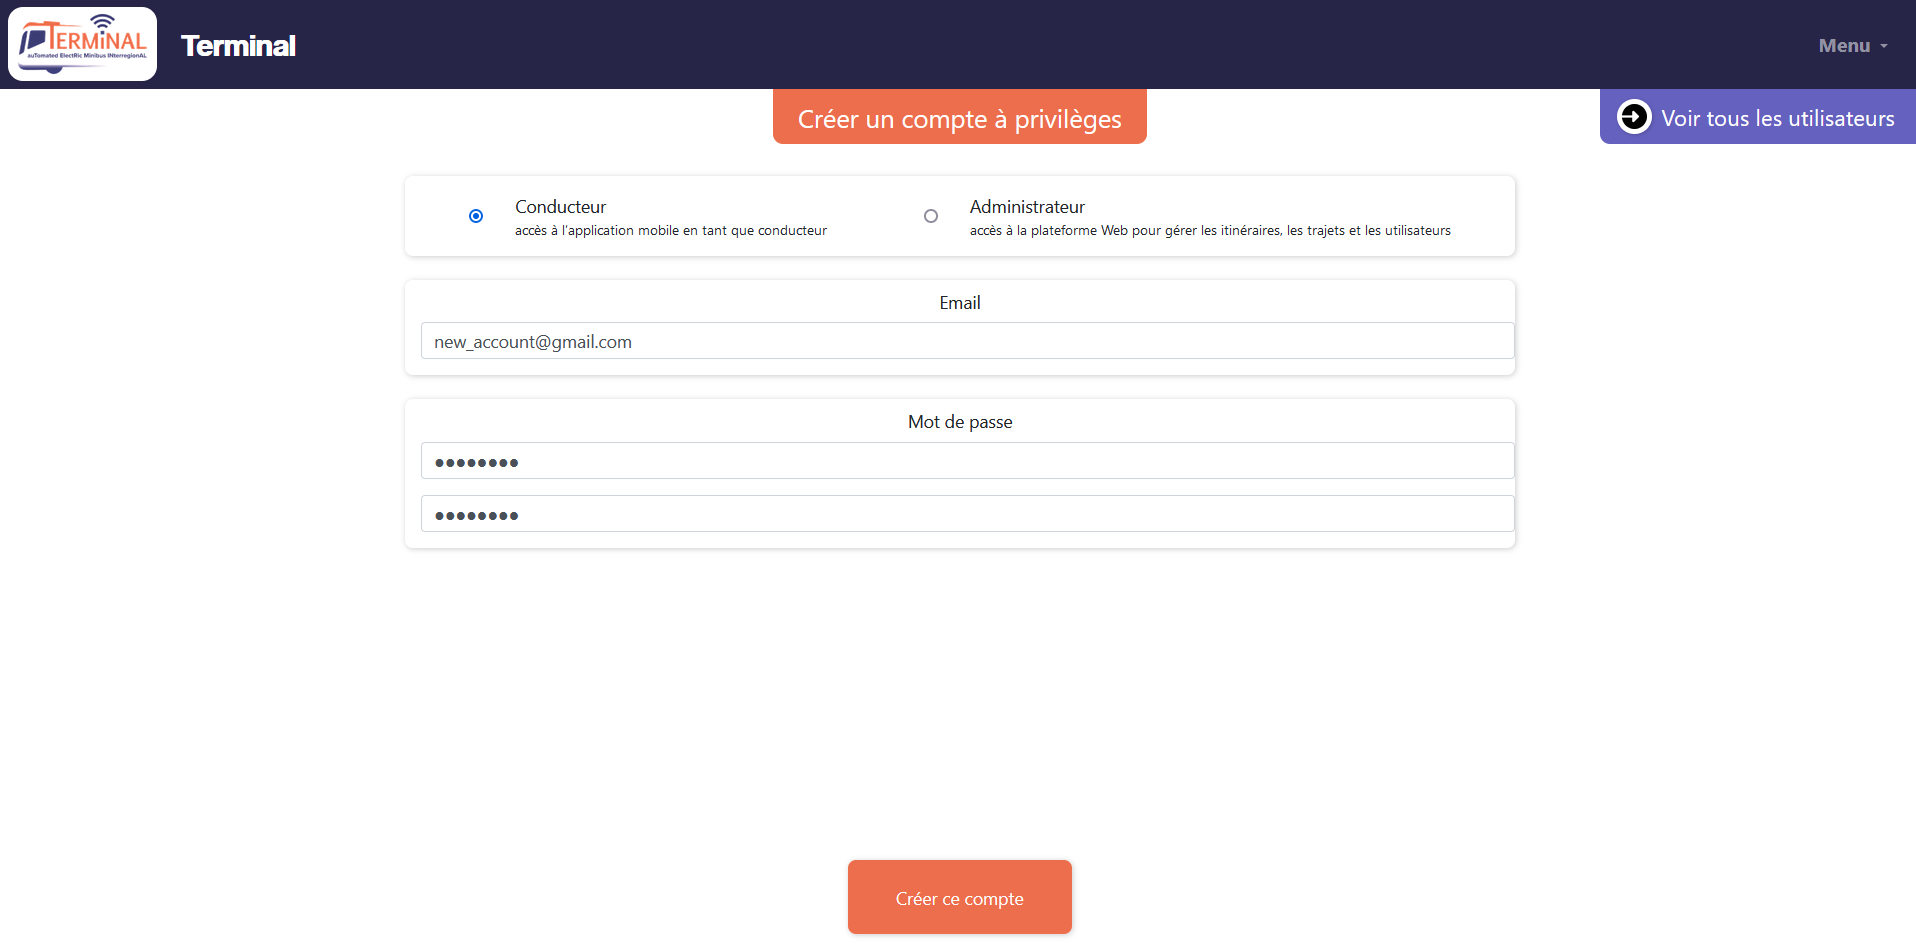 TERMiNAL
auTomated ElectRic Minibus INterregionAL
Terminal
Menu
Créer un compte à privilèges
Voir tous les utilisateurs
Conducteur
accès à l'application mobile en tant que conducteur
Administrateur
accès à la plateforme Web pour gérer les itinéraires, les trajets et les utilisateurs
Email
new_account@gmail.com
Mot de passe
••••••••
••••••••
Créer ce compte